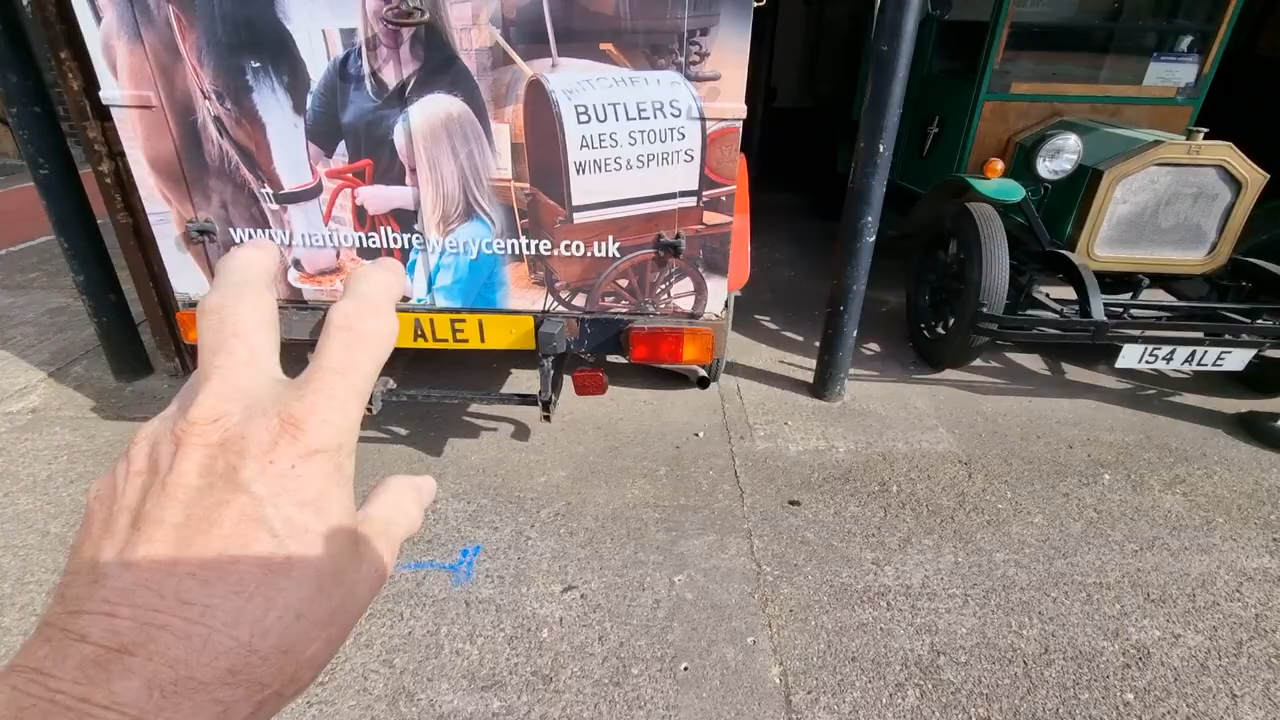 MITCHELLS
BUTLERS
ALES, STOUTS
WINES & SPIRITS
www.nationalbrewerycentre.co.uk
ALE 1
154 ALE